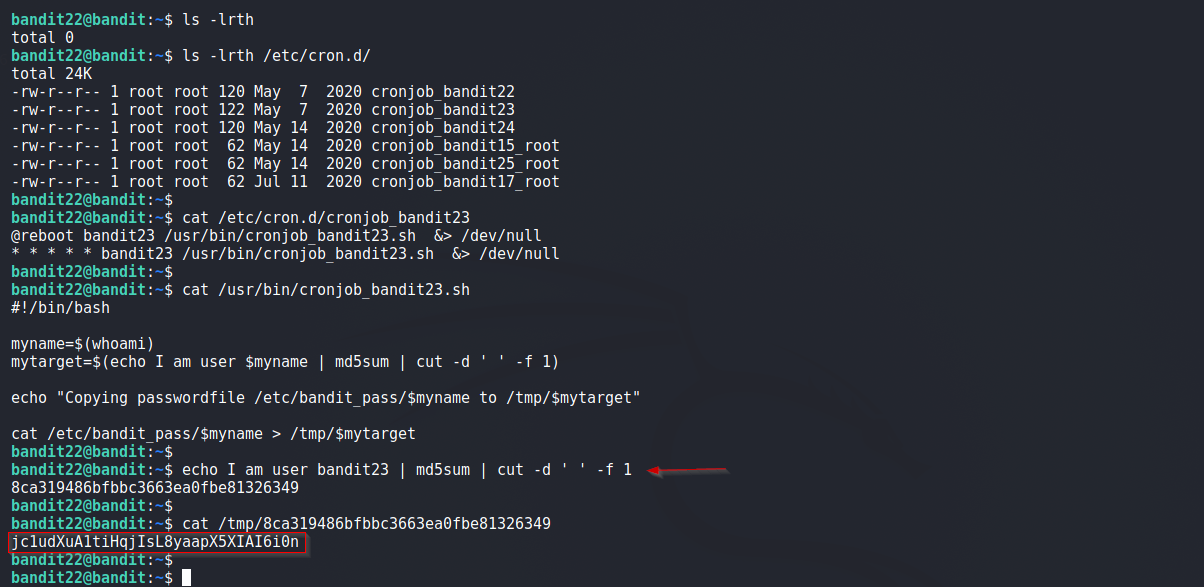 bandit22@bandit:~$ ls -lrth
total 0
bandit22@bandit:~$ ls -lrth /etc/cron.d/
total 24K
-rw-r--r-- 1 root root 120 May  7  2020 cronjob_bandit22
-rw-r--r-- 1 root root 122 May  7  2020 cronjob_bandit23
-rw-r--r-- 1 root root 120 May 14  2020 cronjob_bandit24
-rw-r--r-- 1 root root  62 May 14  2020 cronjob_bandit15_root
-rw-r--r-- 1 root root  62 May 14  2020 cronjob_bandit25_root
-rw-r--r-- 1 root root  62 Jul 11  2020 cronjob_bandit17_root
bandit22@bandit:~$
bandit22@bandit:~$ cat /etc/cron.d/cronjob_bandit23
@reboot bandit23 /usr/bin/cronjob_bandit23.sh  &> /dev/null
* * * * * bandit23 /usr/bin/cronjob_bandit23.sh  &> /dev/null
bandit22@bandit:~$
bandit22@bandit:~$ cat /usr/bin/cronjob_bandit23.sh
#!/bin/bash

myname=$(whoami)
mytarget=$(echo I am user $myname | md5sum | cut -d ' ' -f 1)

echo "Copying passwordfile /etc/bandit_pass/$myname to /tmp/$mytarget"

cat /etc/bandit_pass/$myname > /tmp/$mytarget
bandit22@bandit:~$
bandit22@bandit:~$ echo I am user bandit23 | md5sum | cut -d ' ' -f 1
8ca319486bfbbc3663ea0fbe81326349
bandit22@bandit:~$
bandit22@bandit:~$ cat /tmp/8ca319486bfbbc3663ea0fbe81326349
jc1udXuA1tiHqjIsL8yaapX5XIAI6i0n
bandit22@bandit:~$
bandit22@bandit:~$